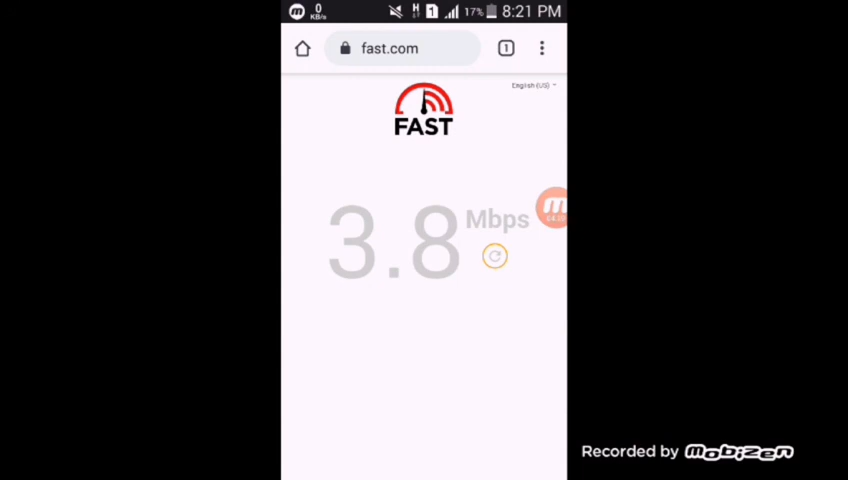 0
KB/s
H
1
17%
8:21 PM
fast.com
1
English (US)
FAST
3.8 Mbps
Recorded by Mobizen